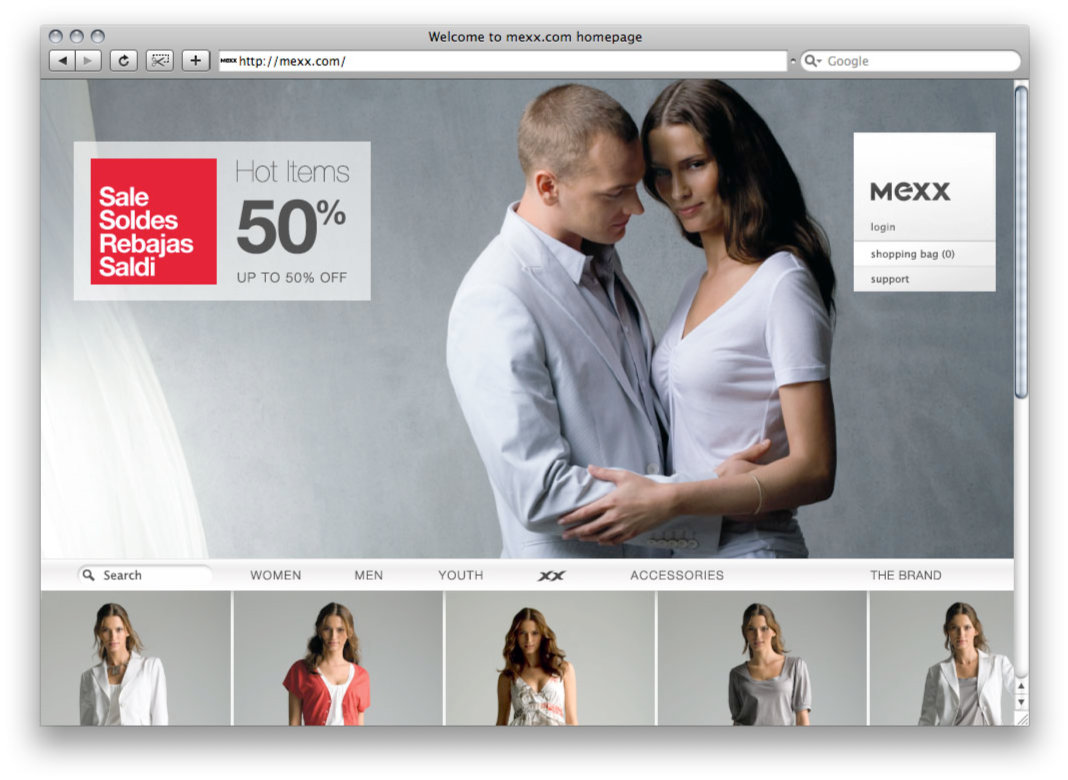 Welcome to mexx.com homepage
mexx http://mexx.com/
Google
Sale
Soldes
Rebajas
Saldi
Hot Items
50%
UP TO 50% OFF
mexx
login
shopping bag (0)
support
Search
WOMEN
MEN
YOUTH
XX
ACCESSORIES
THE BRAND